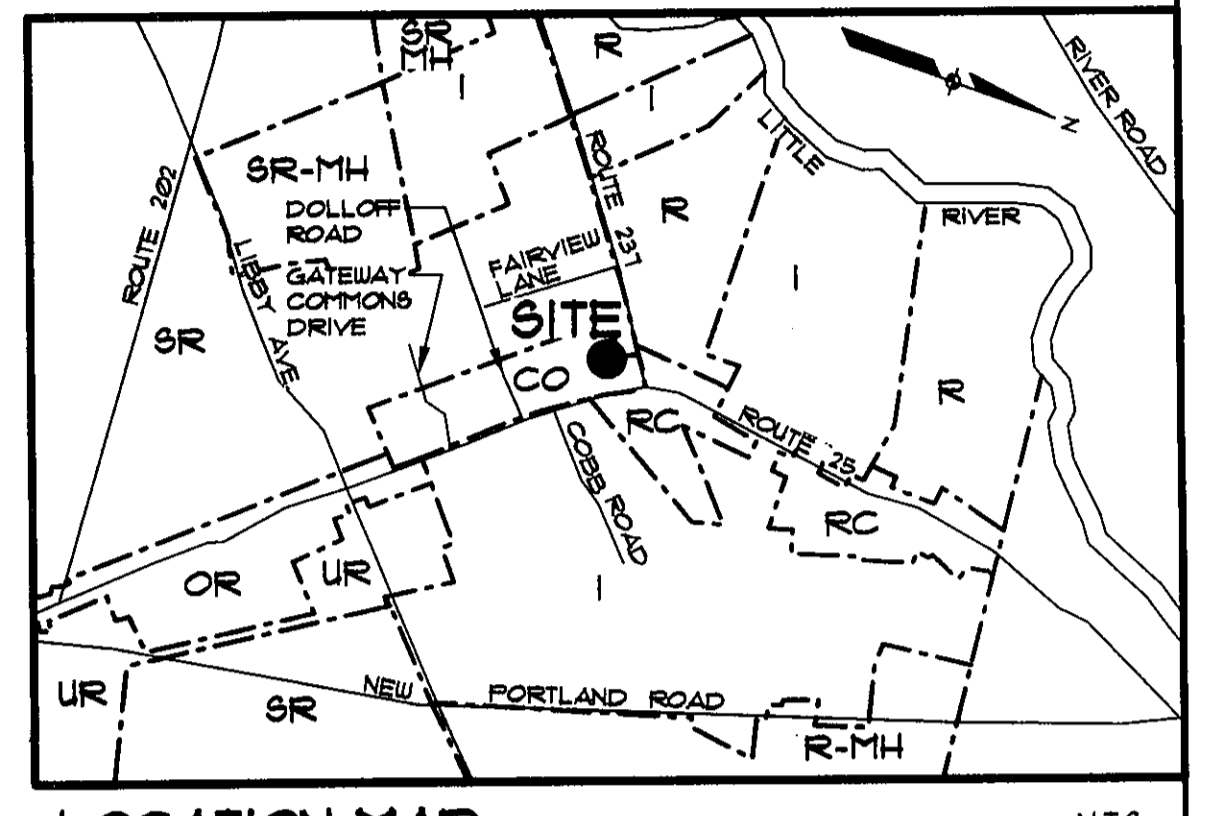 SR
MH
R
I
I
RIVER ROAD
N
LITTLE
RIVER
ROUTE 202
SR-MH
DOLLOFF
ROAD
ROUTE 237
R
LIBBY AVE
GATEWAY
COMMONS
DRIVE
FAIRVIEW
LANE
I
SITE
SR
CO
R
RC
ROUTE 25
COBB ROAD
RC
OR
UR
I
UR
SR
NEW PORTLAND ROAD
R-MH
LOCATION MAP
N.T.S.